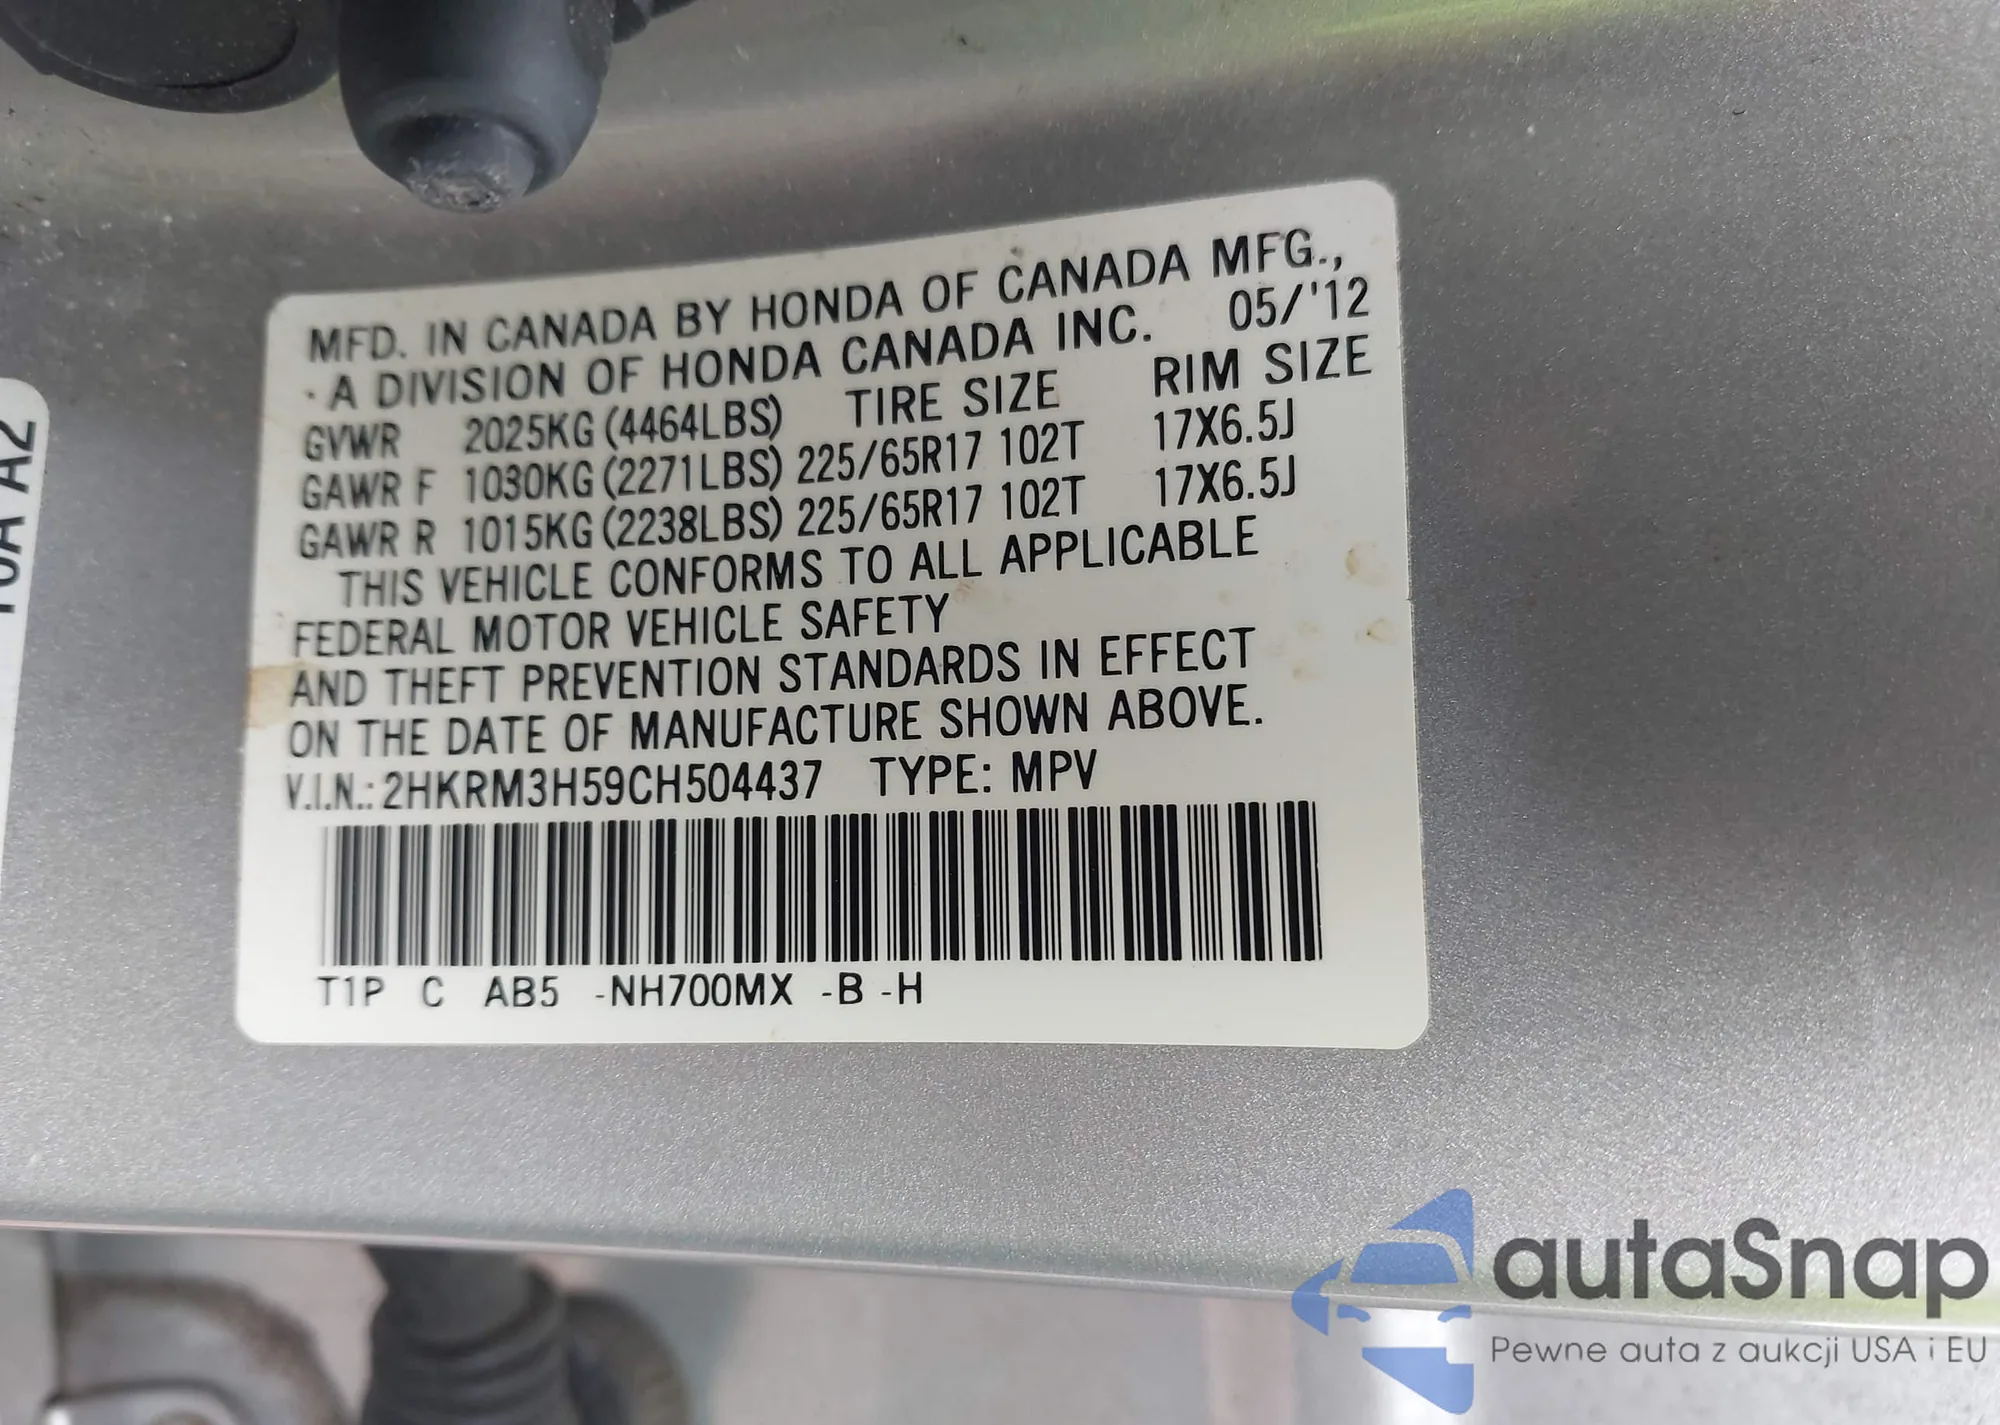 MFD. IN CANADA BY HONDA OF CANADA MFG.,
A DIVISION OF HONDA CANADA INC. 05/'12
GVWR 2025KG (4464LBS) TIRE SIZE RIM SIZE
GAWR F 1030KG (2271LBS) 225/65R17 102T 17X6.5J
GAWR R 1015KG (2238LBS) 225/65R17 102T 17X6.5J
THIS VEHICLE CONFORMS TO ALL APPLICABLE
FEDERAL MOTOR VEHICLE SAFETY
AND THEFT PREVENTION STANDARDS IN EFFECT
ON THE DATE OF MANUFACTURE SHOWN ABOVE.
V.I.N.: 2HKRM3H59CH504437 TYPE: MPV
T1P C AB5 -NH700MX -B -H
A2
autaSnap
Pewne auta z aukcji USA i EU